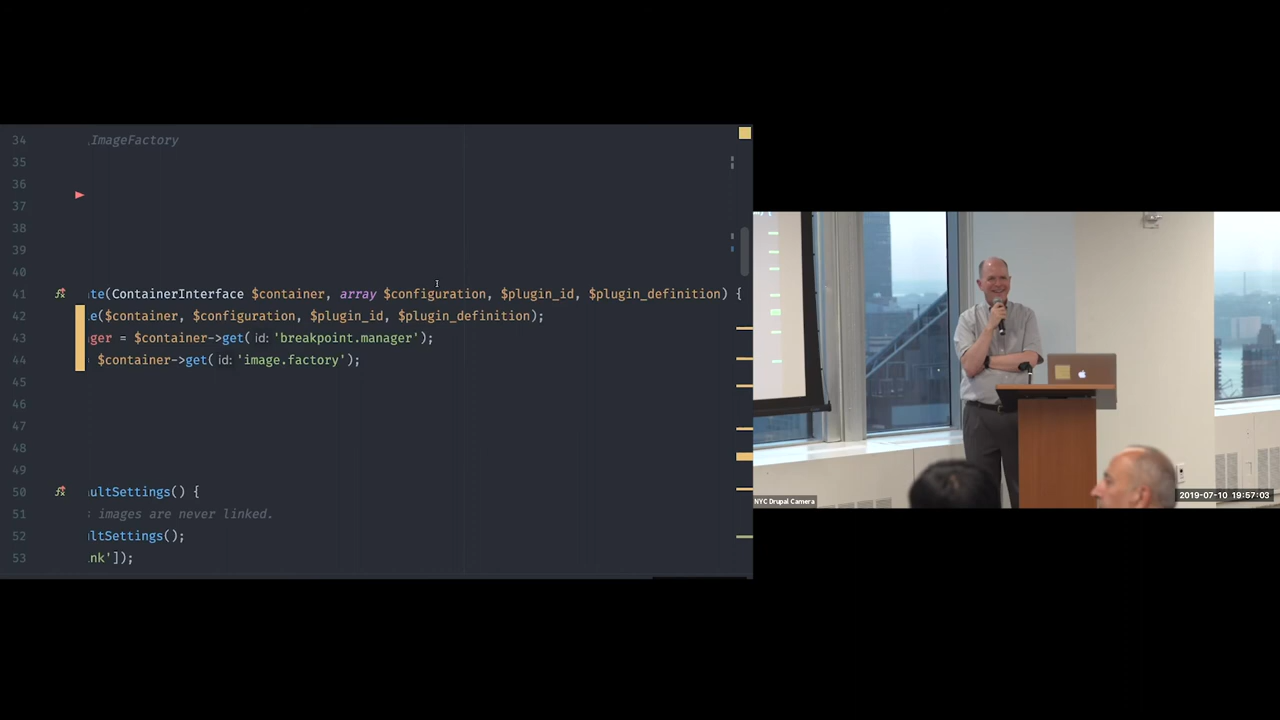 34 ImageFactory
35
36
37
38
39
40
41 te(ContainerInterface $container, array $configuration, $plugin_id, $plugin_definition) {
42 e($container, $configuration, $plugin_id, $plugin_definition);
43 ger = $container->get( id: 'breakpoint.manager');
44 $container->get( id: 'image.factory');
45
46
47
48
49
50 ultSettings() {
51 images are never linked.
52 ltSettings();
53 nk']);
NYC Drupal Camera
2019-07-10 19:57:03